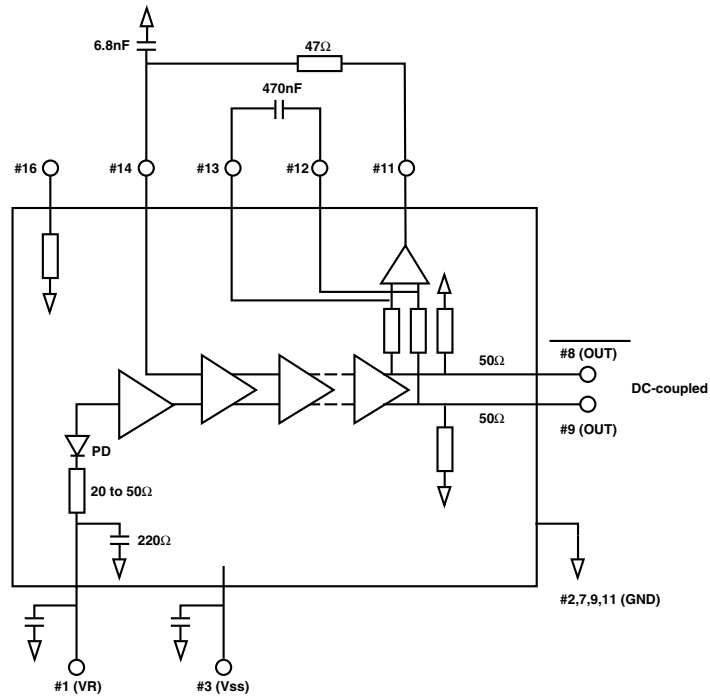 6.8nF
47Ω
470nF
#16
#14
#13
#12
#11
50Ω
#8 (OUT)
DC-coupled
50Ω
#9 (OUT)
PD
20 to 50Ω
220Ω
#2,7,9,11 (GND)
#1 (VR)
#3 (Vss)